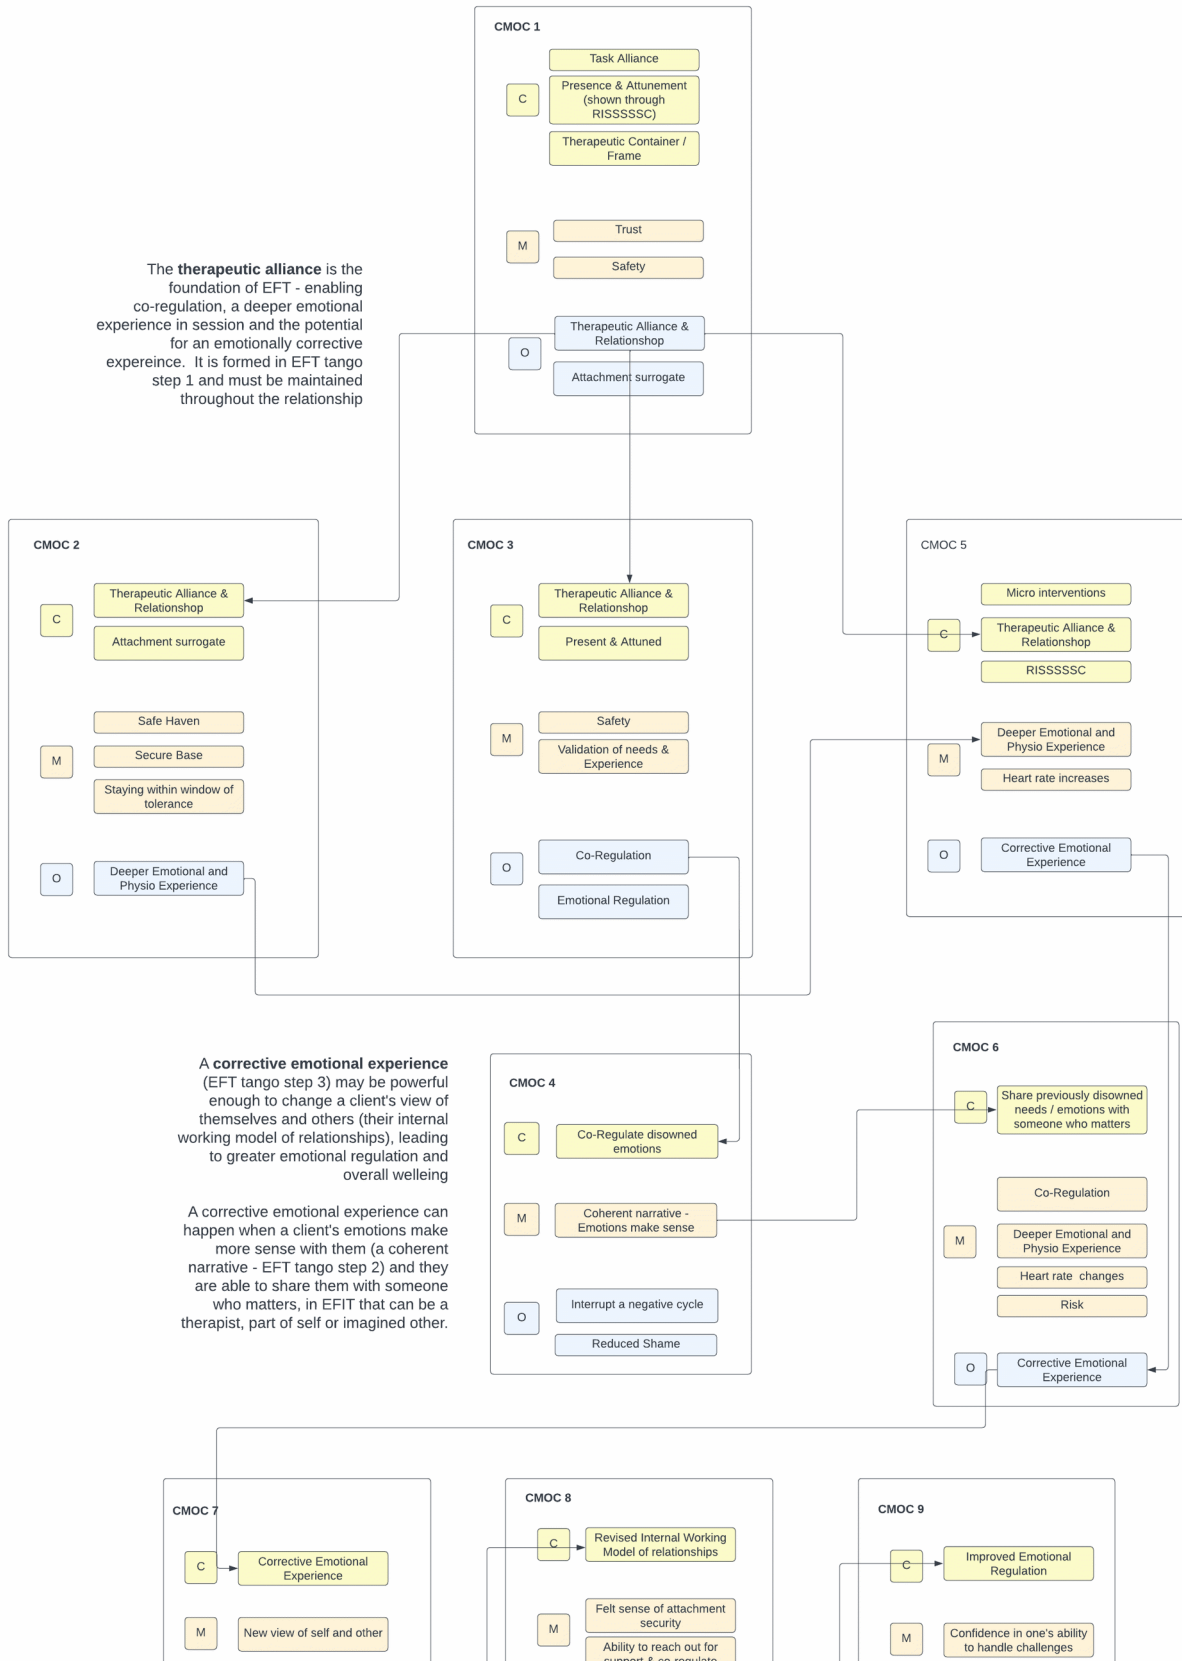 CMOC 1
Task Alliance
C
Presence & Attunement
(shown through
RISSSSSC)
Therapeutic Container /
Frame
M
Trust
Safety
The therapeutic alliance is the
foundation of EFT - enabling
co-regulation, a deeper emotional
experience in session and the potential
for an emotionally corrective
expereince. It is formed in EFT tango
step 1 and must be maintained
throughout the relationship
O
Therapeutic Alliance &
Relationshop
Attachment surrogate
CMOC 2
C
Therapeutic Alliance &
Relationshop
Attachment surrogate
M
Safe Haven
Secure Base
Staying within window of
tolerance
O
Deeper Emotional and
Physio Experience
CMOC 3
C
Therapeutic Alliance &
Relationshop
Present & Attuned
M
Safety
Validation of needs &
Experience
O
Co-Regulation
Emotional Regulation
CMOC 5
C
Micro interventions
Therapeutic Alliance &
Relationshop
RISSSSSC
M
Deeper Emotional and
Physio Experience
Heart rate increases
O
Corrective Emotional
Experience
A corrective emotional experience
(EFT tango step 3) may be powerful
enough to change a client's view of
themselves and others (their internal
working model of relationships), leading
to greater emotional regulation and
overall welleing
A corrective emotional experience can
happen when a client's emotions make
more sense with them (a coherent
narrative - EFT tango step 2) and they
are able to share them with someone
who matters, in EFIT that can be a
therapist, part of self or imagined other.
CMOC 4
C
Co-Regulate disowned
emotions
M
Coherent narrative -
Emotions make sense
O
Interrupt a negative cycle
Reduced Shame
CMOC 6
C
Share previously disowned
needs / emotions with
someone who matters
M
Co-Regulation
Deeper Emotional and
Physio Experience
Heart rate changes
Risk
O
Corrective Emotional
Experience
CMOC 7
C
Corrective Emotional
Experience
M
New view of self and other
CMOC 8
C
Revised Internal Working
Model of relationships
M
Felt sense of attachment
security
Ability to reach out for
support & co-regulate
CMOC 9
C
Improved Emotional
Regulation
M
Confidence in one's ability
to handle challenges